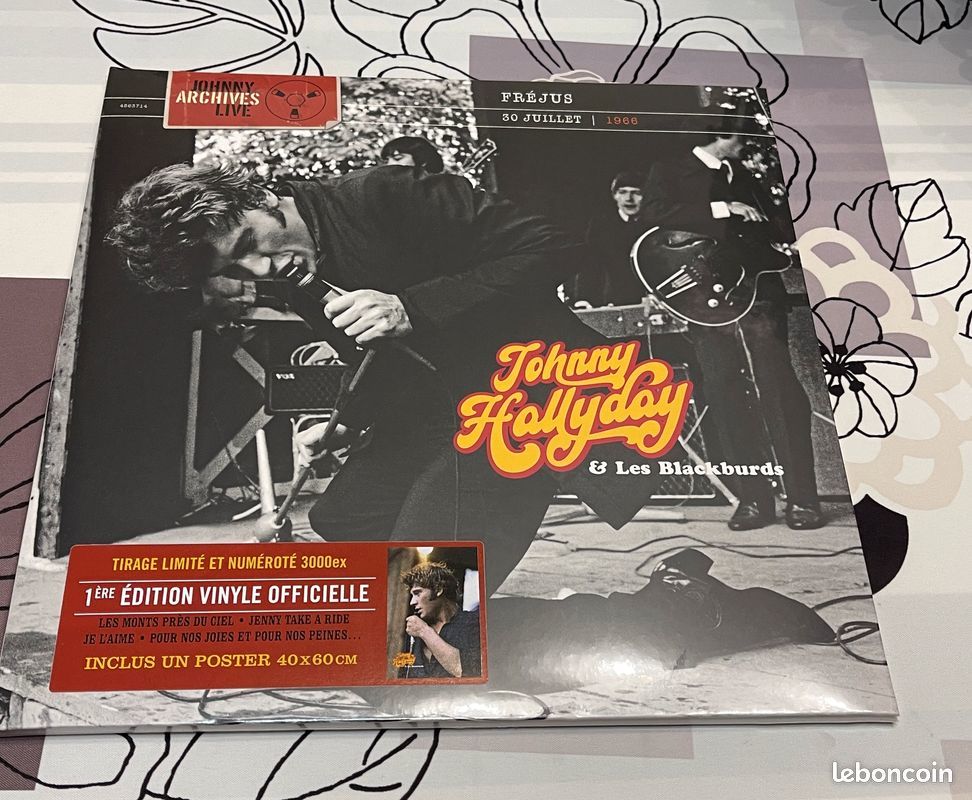 JOHNNY
ARCHIVES
LIVE
4863714
FRÉJUS
30 JUILLET | 1966
Johnny
Hallyday
& Les Blackburds
TIRAGE LIMITÉ ET NUMÉROTÉ 3000ex
1ÈRE ÉDITION VINYLE OFFICIELLE
LES MONTS PRÈS DU CIEL • JENNY TAKE A RIDE
JE L'AIME • POUR NOS JOIES ET POUR NOS PEINES...
INCLUS UN POSTER 40X60CM
leboncoin